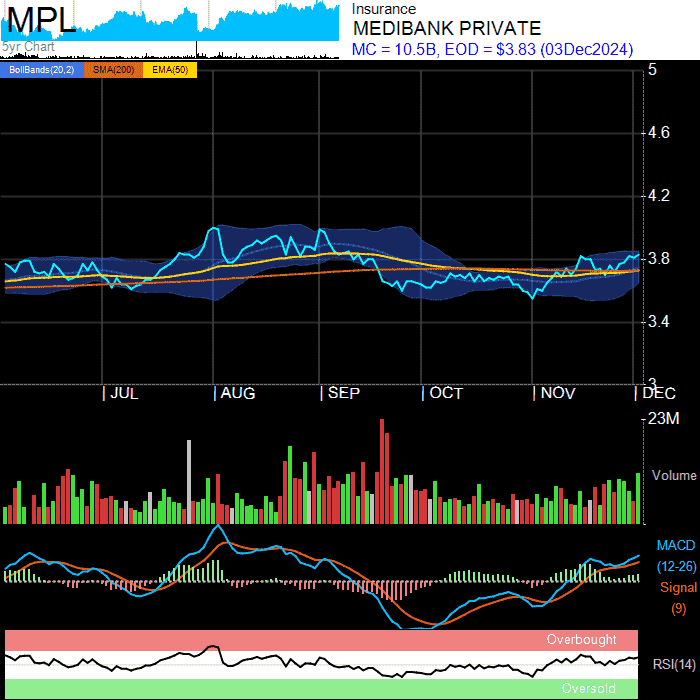 MPL
5yr Chart
Insurance
MEDIBANK PRIVATE
MC = 10.5B, EOD = $3.83 (03Dec2024)
BollBands(20,2) SMA(200) EMA(50)
5
4.6
4.2
3.8
3.4
3
JUL AUG SEP OCT NOV DEC
23M
Volume
MACD
(12-26)
Signal
(9)
Overbought
RSI(14)
Oversold